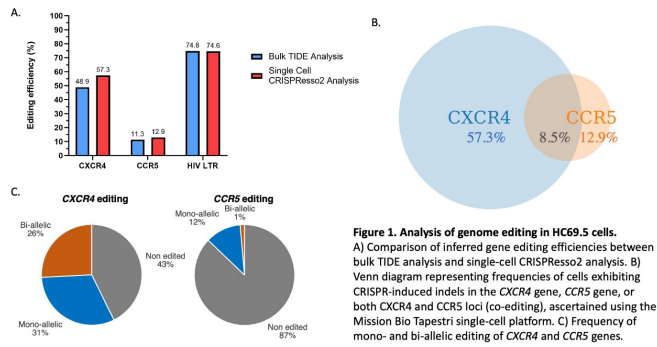 A.
Editing efficiency (%)
100
90
80
70
60
50
40
30
20
10
0
48.9
57.3
11.3
12.9
74.8
74.6
CXCR4
CCR5
HIV LTR
Bulk TIDE Analysis
Single Cell
CRISPResso2 Analysis
B.
CXCR4
57.3%
8.5%
CCR5
12.9%
C.
CXCR4 editing
Bi-allelic
26%
Non edited
43%
Mono-allelic
31%
CCR5 editing
Bi-allelic
1%
Mono-allelic
12%
Non edited
87%
Figure 1. Analysis of genome editing in HC69.5 cells.
A) Comparison of inferred gene editing efficiencies between
bulk TIDE analysis and single-cell CRISPResso2 analysis. B)
Venn diagram representing frequencies of cells exhibiting
CRISPR-induced indels in the CXCR4 gene, CCR5 gene, or
both CXCR4 and CCR5 loci (co-editing), ascertained using the
Mission Bio Tapestri single-cell platform. C) Frequency of
mono- and bi-allelic editing of CXCR4 and CCR5 genes.